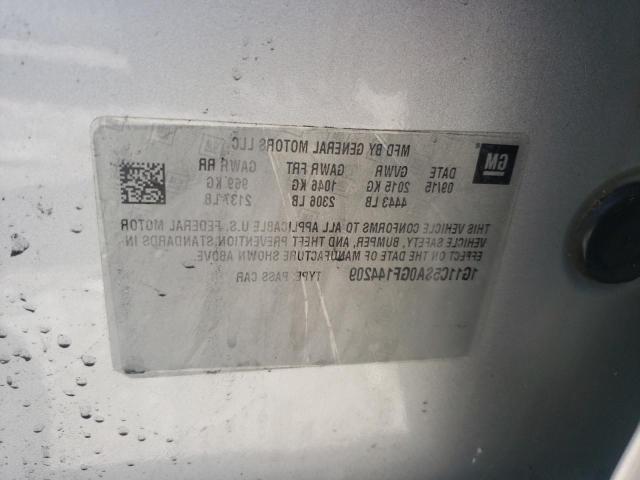 GM
MFD BY GENERAL MOTORS LLC
DATE GVWR GAWR FRT GAWR RR
09/15 2015 KG 1046 KG 969 KG
4443 LB 2306 LB 2137 LB
THIS VEHICLE CONFORMS TO ALL APPLICABLE U.S. FEDERAL MOTOR
VEHICLE SAFETY, BUMPER, AND THEFT PREVENTION STANDARDS IN
EFFECT ON THE DATE OF MANUFACTURE SHOWN ABOVE
1G11C5SA0GF144209 TYPE: PASS CAR